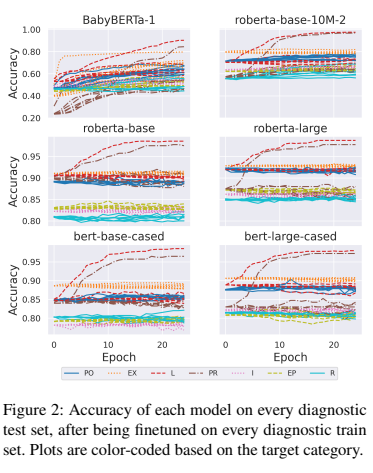 BabyBERTa-1
roberta-base-10M-2
Accuracy
1.00
0.80
0.60
0.40
0.20
roberta-base
roberta-large
Accuracy
0.95
0.90
0.85
0.80
bert-base-cased
bert-large-cased
Accuracy
0.95
0.90
0.85
0.80
0 10 20
0 10 20
Epoch
Epoch
PO EX L PR I EP R
Figure 2: Accuracy of each model on every diagnostic
test set, after being finetuned on every diagnostic train
set. Plots are color-coded based on the target category.